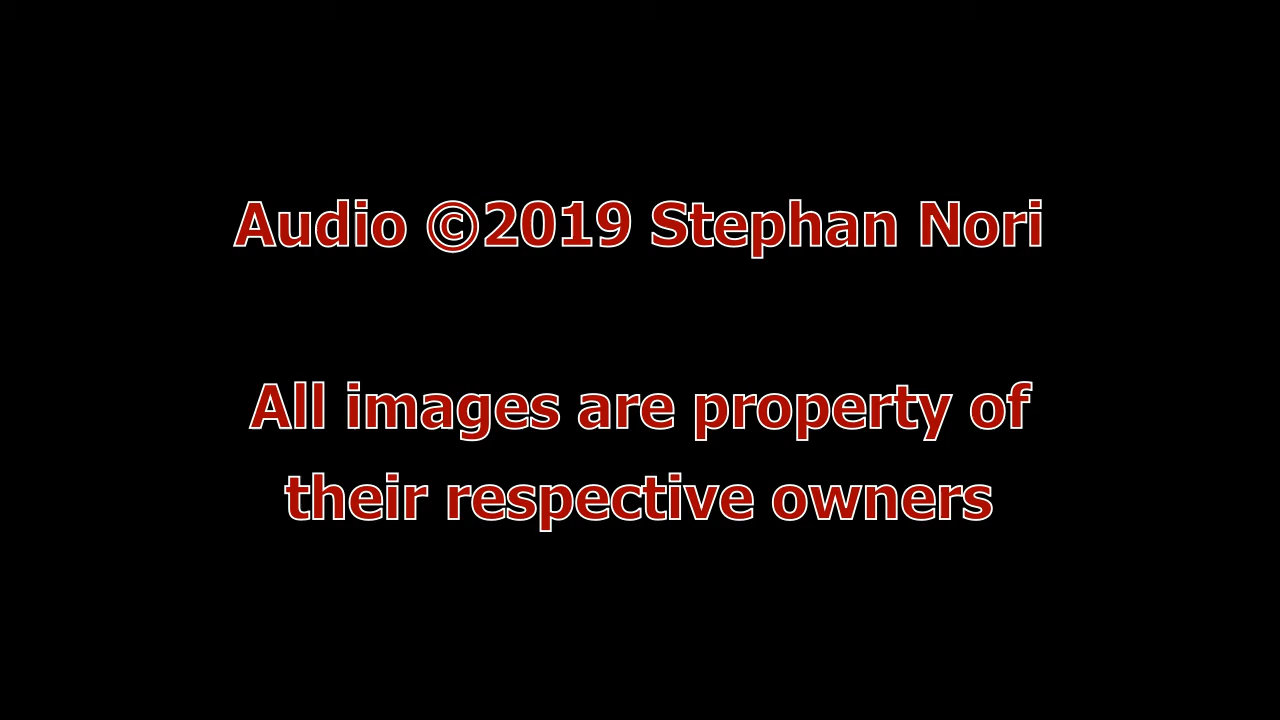 Audio ©2019 Stephan Nori
All images are property of
their respective owners